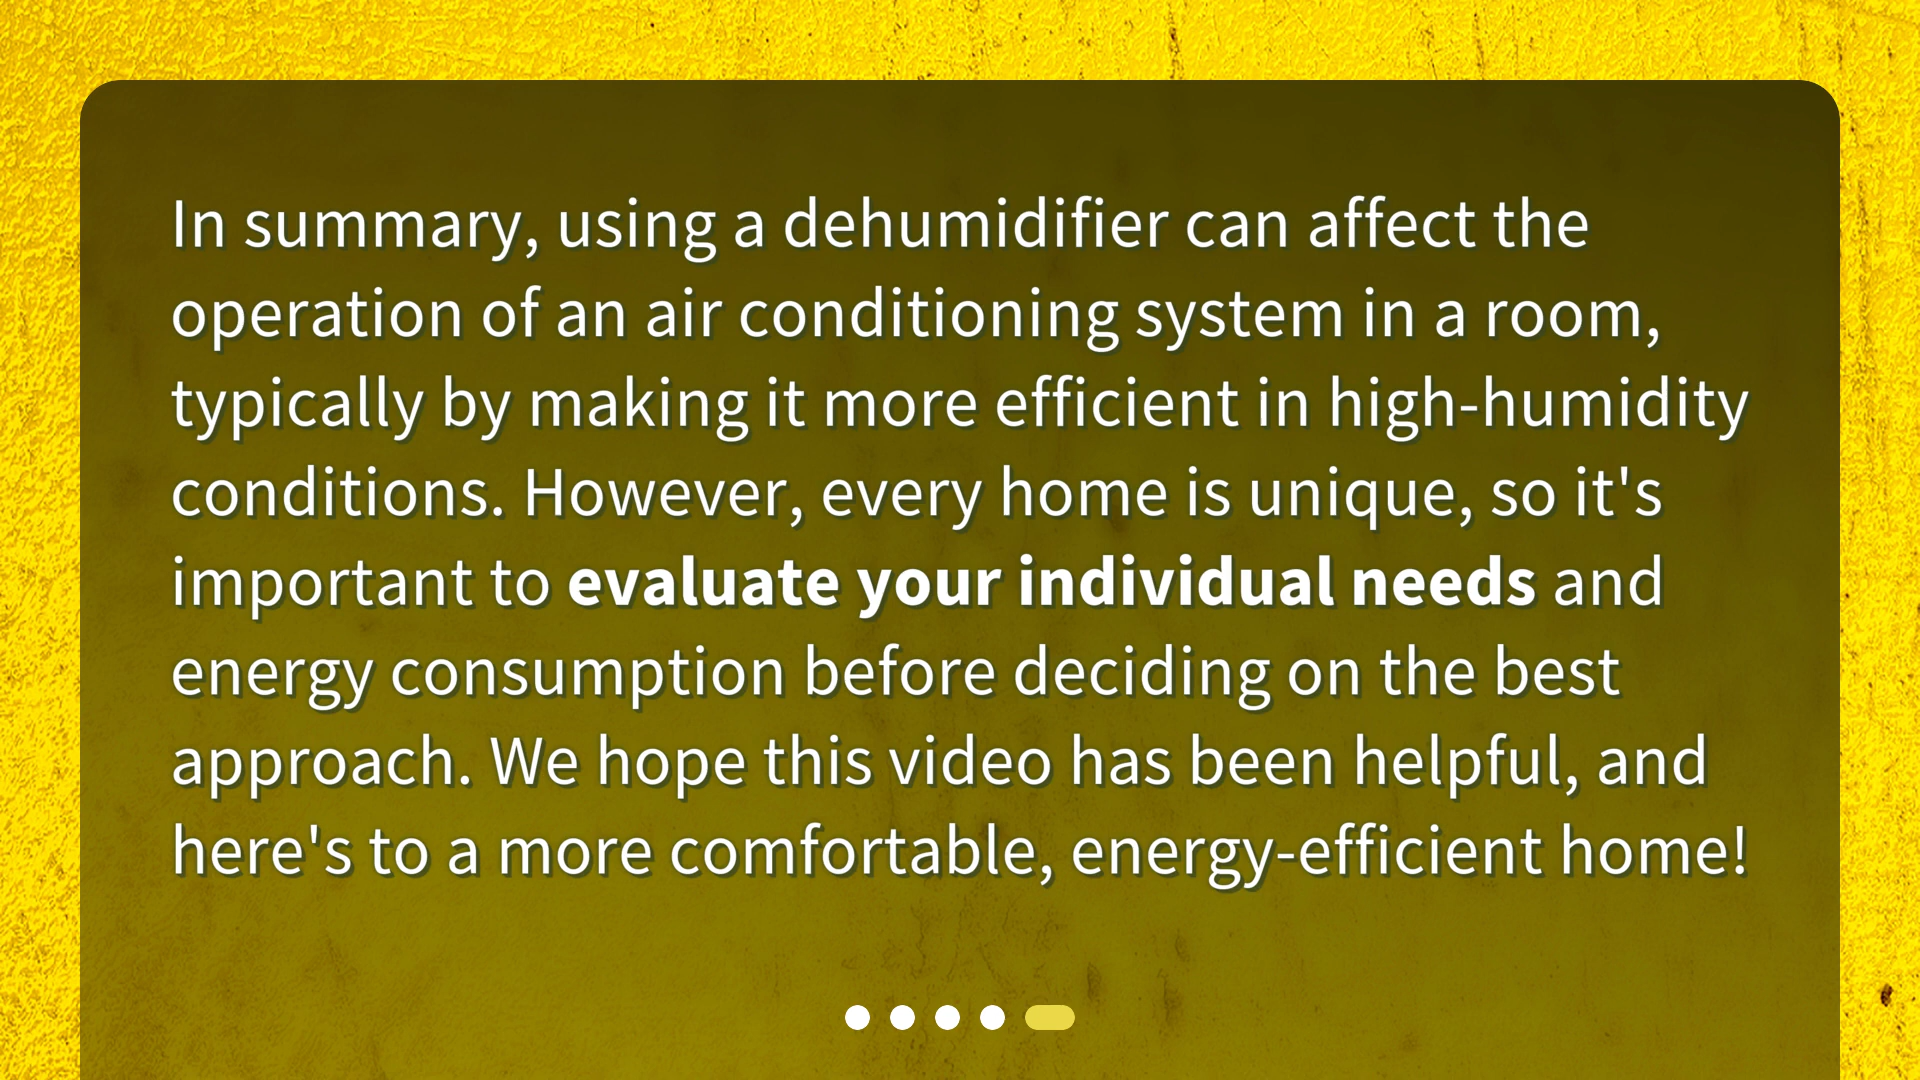 In summary, using a dehumidifier can affect the
operation of an air conditioning system in a room,
typically by making it more efficient in high-humidity
conditions. However, every home is unique, so it's
important to evaluate your individual needs and
energy consumption before deciding on the best
approach. We hope this video has been helpful, and
here's to a more comfortable, energy-efficient home!